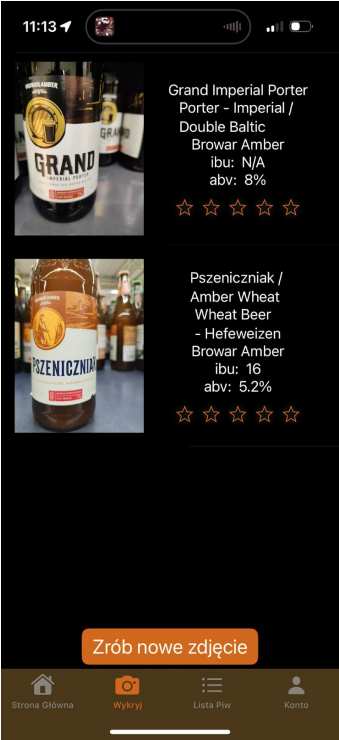 11:13
BROWAR AMBER
GRAND
IMPERIAL PORTER
Grand Imperial Porter
Porter - Imperial /
Double Baltic
Browar Amber
ibu: N/A
abv: 8%
PSZENICZNIAK
Pszeniczniak /
Amber Wheat
Wheat Beer
- Hefeweizen
Browar Amber
ibu: 16
abv: 5.2%
Zrób nowe zdjęcie
Strona Główna
Wykryj
Lista Piw
Konto